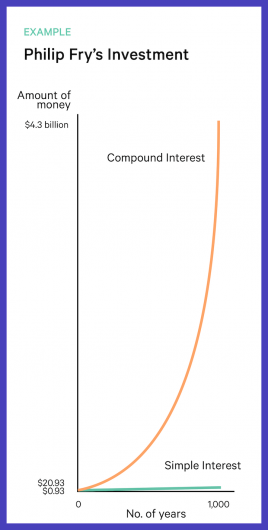 EXAMPLE
Philip Fry's Investment
Amount of
money
$4.3 billion
Compound Interest
Simple Interest
$20.93
$0.93
0
1,000
No. of years